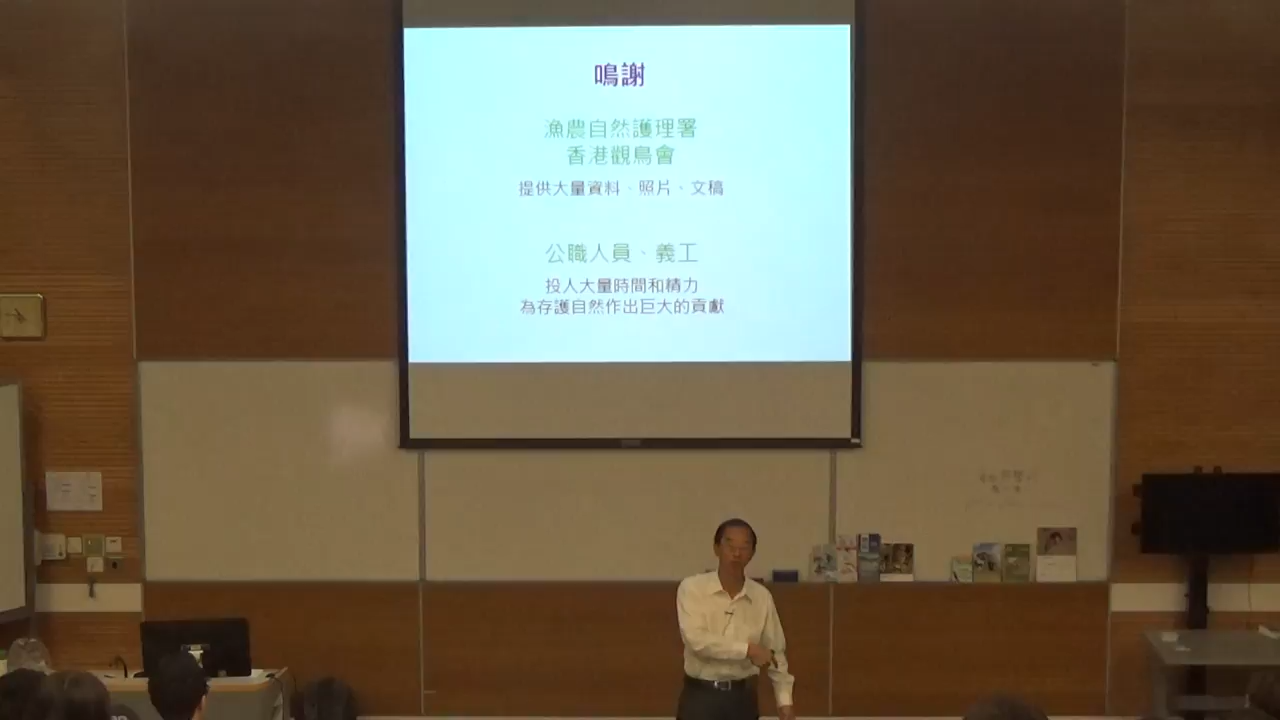 鳴謝
漁農自然護理署
香港觀鳥會
提供大量資料、照片、文稿
公職人員、義工
投入大量時間和精力
為存護自然作出巨大的貢獻